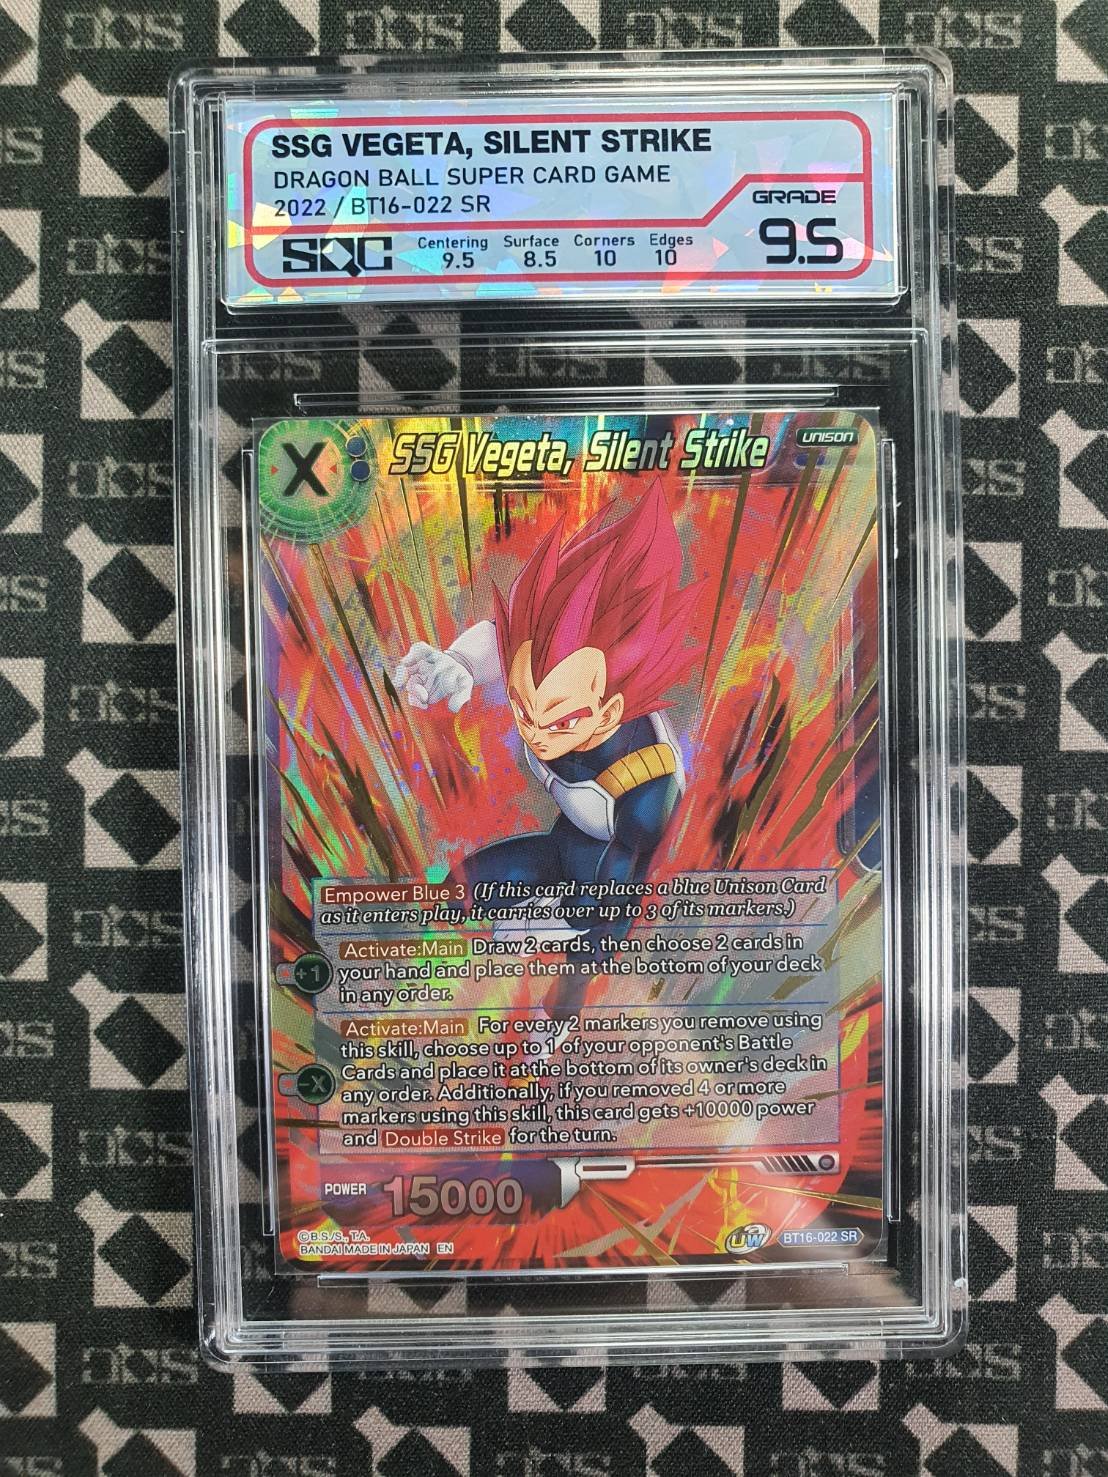 SSG VEGETA, SILENT STRIKE
DRAGON BALL SUPER CARD GAME
2022 / BT16-022 SR
GRADE
9.5
SQC
Centering Surface Corners Edges
9.5 8.5 10 10
X
SSG Vegeta, Silent Strike
UNISON
Empower Blue 3 (If this card replaces a blue Unison Card
as it enters play, it carries over up to 3 of its markers.)
+1
Activate:Main Draw 2 cards, then choose 2 cards in
your hand and place them at the bottom of your deck
in any order.
-X
Activate:Main For every 2 markers you remove using
this skill, choose up to 1 of your opponent's Battle
Cards and place it at the bottom of its owner's deck in
any order. Additionally, if you removed 4 or more
markers using this skill, this card gets +10000 power
and Double Strike for the turn.
POWER 15000
©B.S./S., T.A.
BANDAI MADE IN JAPAN EN
UW
BT16-022 SR